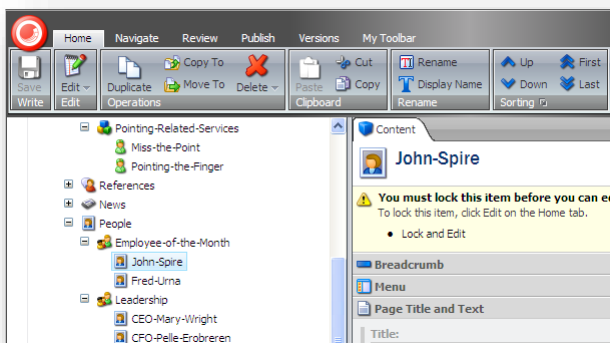 Home Navigate Review Publish Versions My Toolbar
Save Edit Duplicate Copy To Move To Delete Paste Cut Copy Rename Display Name Up Down First Last
Write Edit Operations Clipboard Rename Sorting
Pointing-Related-Services
Miss-the-Point
Pointing-the-Finger
References
News
People
Employee-of-the-Month
John-Spire
Fred-Urna
Leadership
CEO-Mary-Wright
CFO-Pelle-Erobreren
Content
John-Spire
You must lock this item before you can e
To lock this item, click Edit on the Home tab.
Lock and Edit
Breadcrumb
Menu
Page Title and Text
Title: